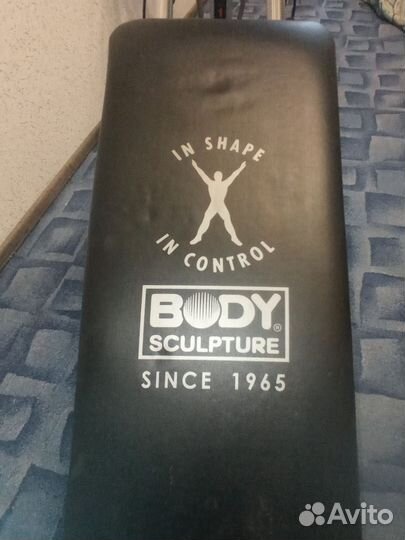 IN SHAPE
IN CONTROL
BODY®
SCULPTURE
SINCE 1965
Avito